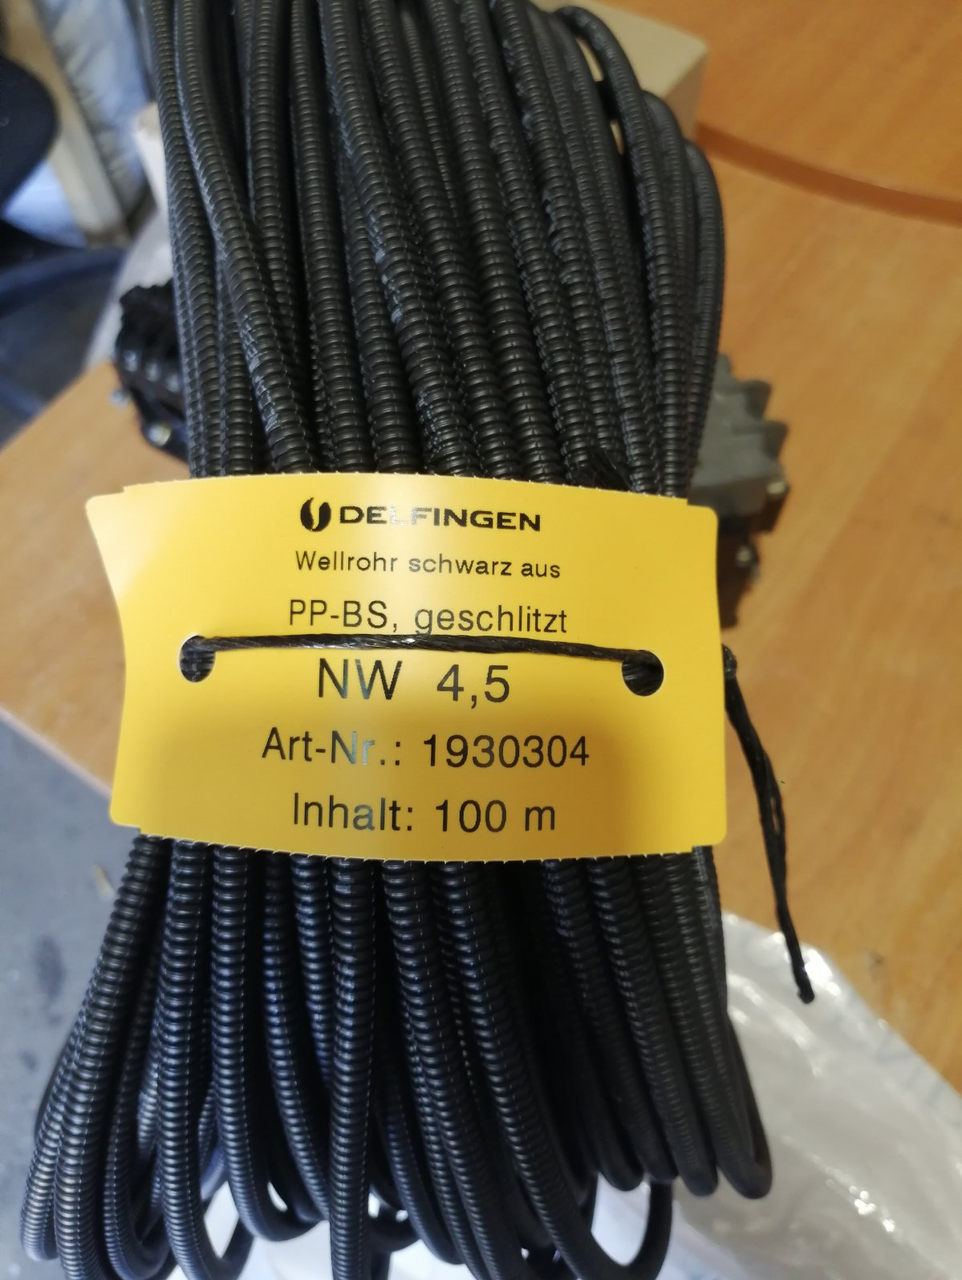 DELFINGEN
Wellrohr schwarz aus
PP-BS, geschlitzt
NW 4,5
Art-Nr.: 1930304
Inhalt: 100 m